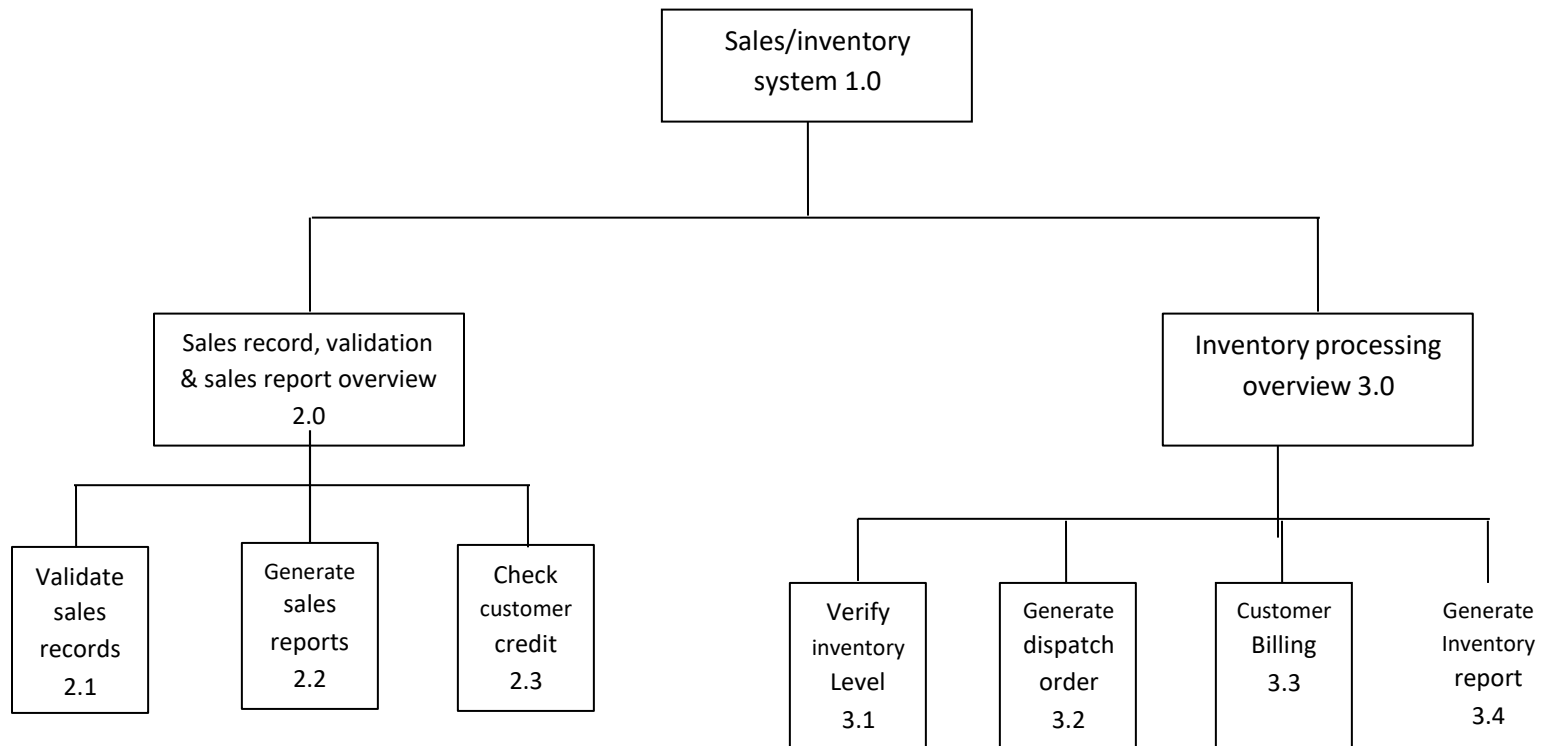 Sales/inventory
system 1.0
Sales record, validation
& sales report overview
2.0
Inventory processing
overview 3.0
Validate
sales
records
2.1
Generate
sales
reports
2.2
Check
customer
credit
2.3
Verify
inventory
Level
3.1
Generate
dispatch
order
3.2
Customer
Billing
3.3
Generate
Inventory
report
3.4